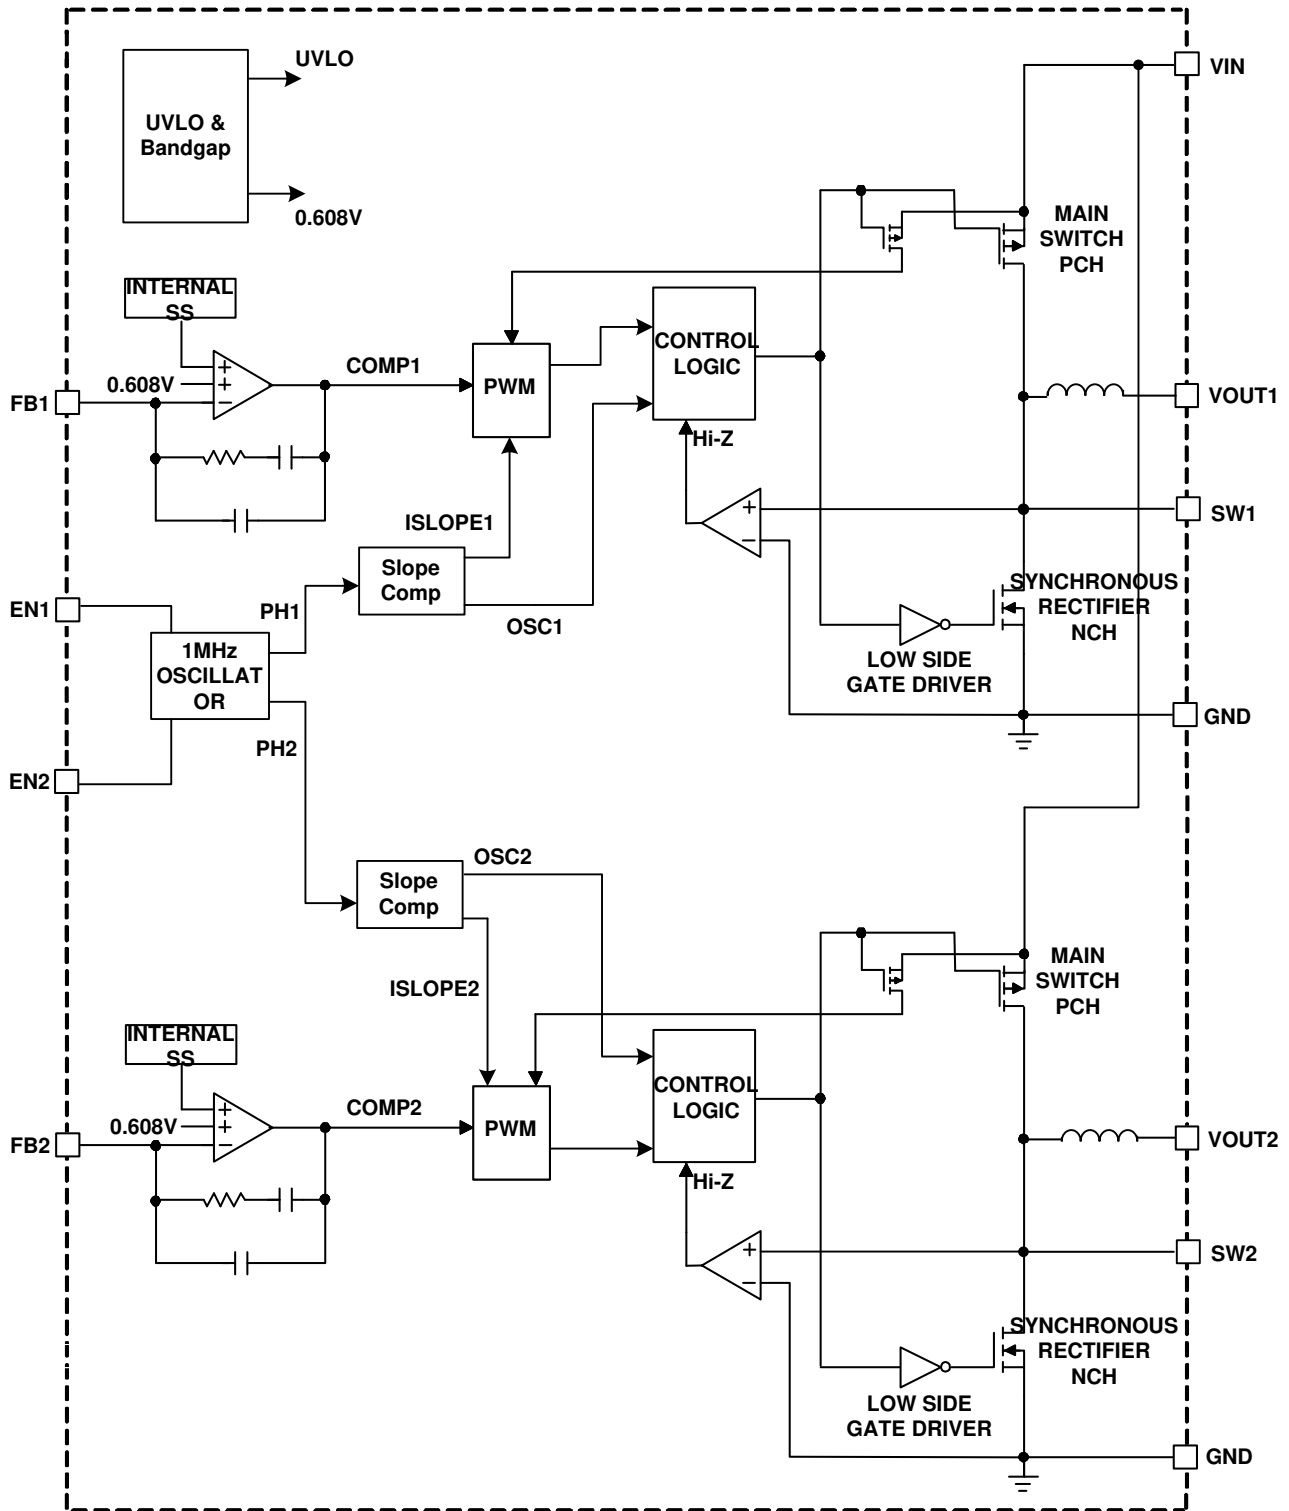 UVLO
VIN
UVLO &
Bandgap
0.608V
MAIN
SWITCH
PCH
INTERNAL
SS
CONTROL
LOGIC
COMP1
PWM
0.608V
+
+
−
FB1
VOUT1
Hi-Z
+
−
SW1
ISLOPE1
Slope
Comp
SYNCHRONOUS
RECTIFIER
NCH
EN1
PH1
OSC1
1MHz
OSCILLAT
OR
LOW SIDE
GATE DRIVER
GND
PH2
EN2
OSC2
Slope
Comp
MAIN
SWITCH
PCH
ISLOPE2
INTERNAL
SS
CONTROL
LOGIC
COMP2
PWM
0.608V
+
+
−
FB2
VOUT2
Hi-Z
+
−
SW2
SYNCHRONOUS
RECTIFIER
NCH
LOW SIDE
GATE DRIVER
GND